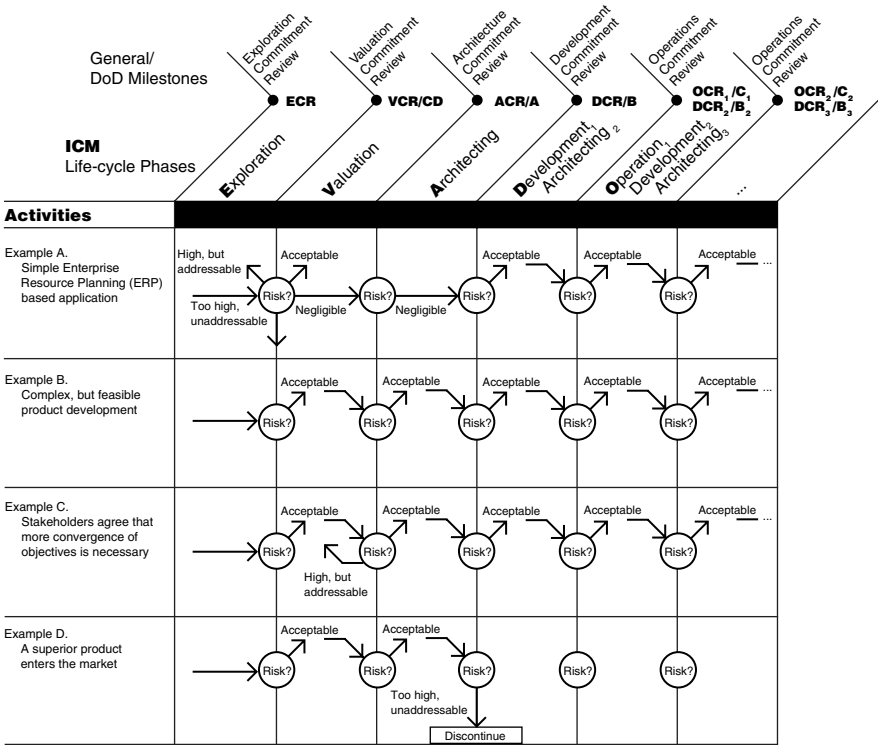 General/
DoD Milestones
Exploration
Commitment
Review
Valuation
Commitment
Review
Architecture
Commitment
Review
Development
Commitment
Review
Operations
Commitment
Review
Operations
Commitment
Review
ECR
VCR/CD
ACR/A
DCR/B
OCR₁/C₁
DCR₂/B₂
OCR₂/C₂
DCR₃/B₃
ICM
Life-cycle Phases
Exploration
Valuation
Architecting
Development₁
Architecting ₂
Operation₁
Development₂
Architecting₃
...
Activities
Example A.
Simple Enterprise
Resource Planning (ERP)
based application
High, but
addressable
Acceptable
Too high,
unaddressable
Risk?
Negligible
Risk?
Negligible
Risk?
Acceptable
Risk?
Acceptable
Risk?
Acceptable
...
Example B.
Complex, but feasible
product development
Risk?
Acceptable
Risk?
Acceptable
Risk?
Acceptable
Risk?
Acceptable
Risk?
Acceptable
...
Example C.
Stakeholders agree that
more convergence of
objectives is necessary
Risk?
Acceptable
High, but
addressable
Risk?
Acceptable
Risk?
Acceptable
Risk?
Acceptable
Risk?
Acceptable
...
Example D.
A superior product
enters the market
Risk?
Acceptable
Risk?
Acceptable
Risk?
Too high,
unaddressable
Discontinue
Risk?
Risk?